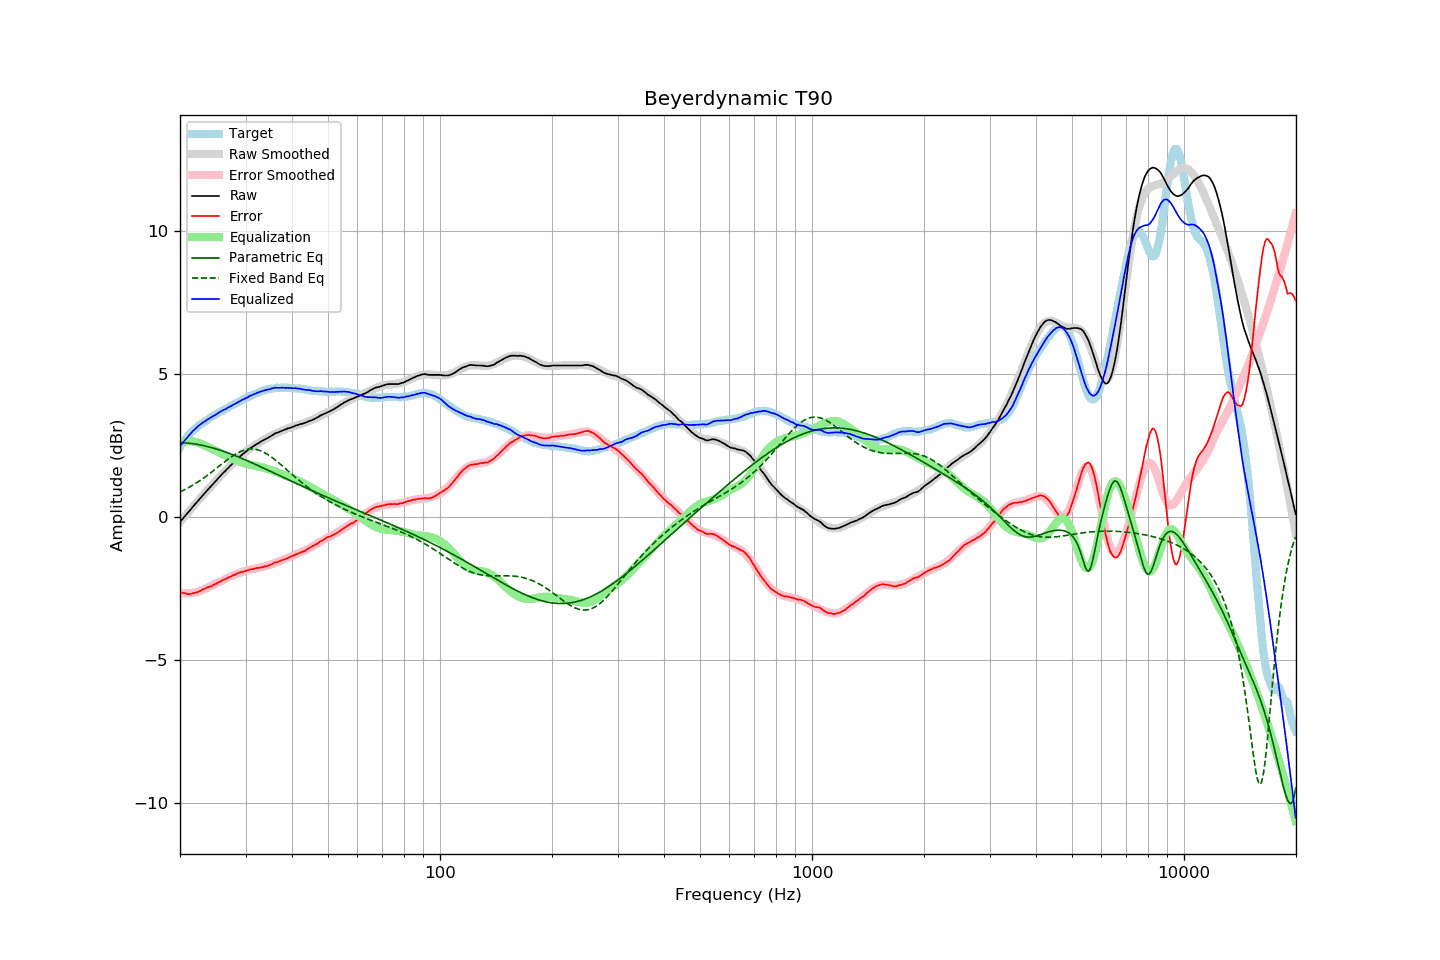 Beyerdynamic T90
Target
Raw Smoothed
Error Smoothed
Raw
Error
Equalization
Parametric Eq
Fixed Band Eq
Equalized
10
5
0
−5
−10
Amplitude (dBr)
100
1000
10000
Frequency (Hz)